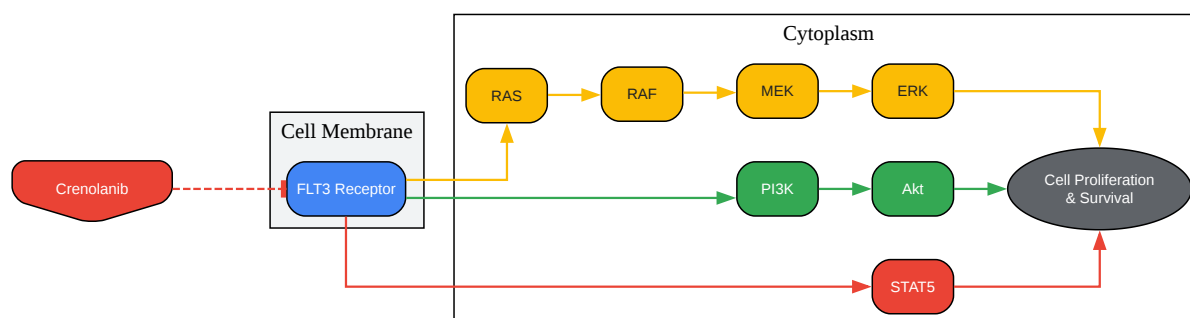 Cytoplasm
RAS
RAF
MEK
ERK
Cell Membrane
Crenolanib
FLT3 Receptor
PI3K
Akt
Cell Proliferation
& Survival
STAT5